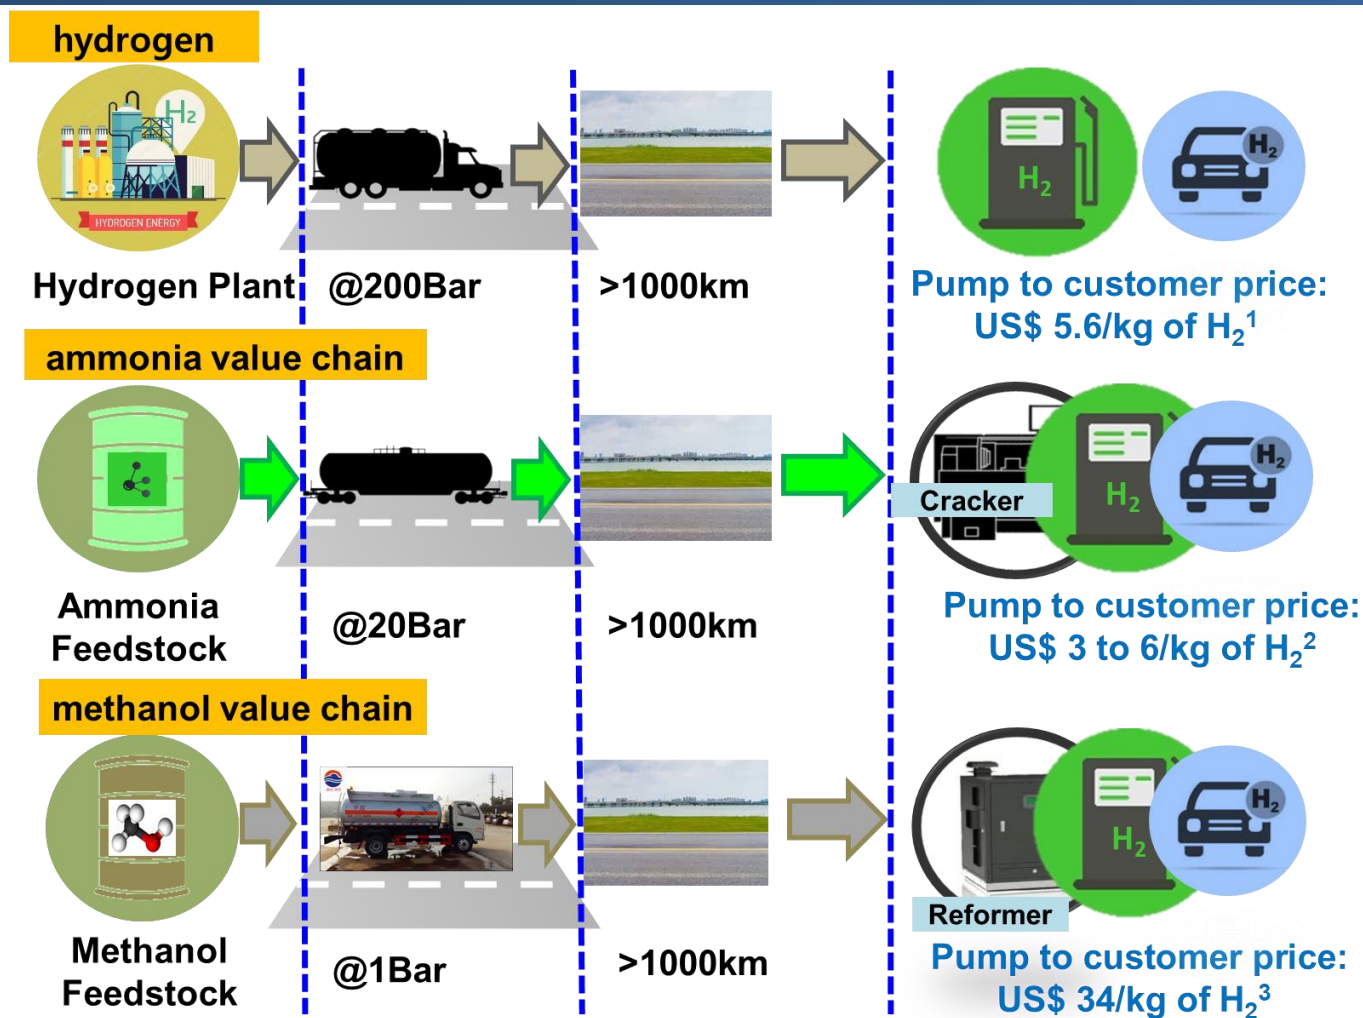 hydrogen
H2
HYDROGEN ENERGY
H2
H2
Hydrogen Plant
@200Bar
>1000km
Pump to customer price:
US$ 5.6/kg of H2¹
ammonia value chain
Cracker
H2
H2
Ammonia
Feedstock
@20Bar
>1000km
Pump to customer price:
US$ 3 to 6/kg of H2²
methanol value chain
H2
H2
Reformer
Methanol
Feedstock
@1Bar
>1000km
Pump to customer price:
US$ 34/kg of H2³